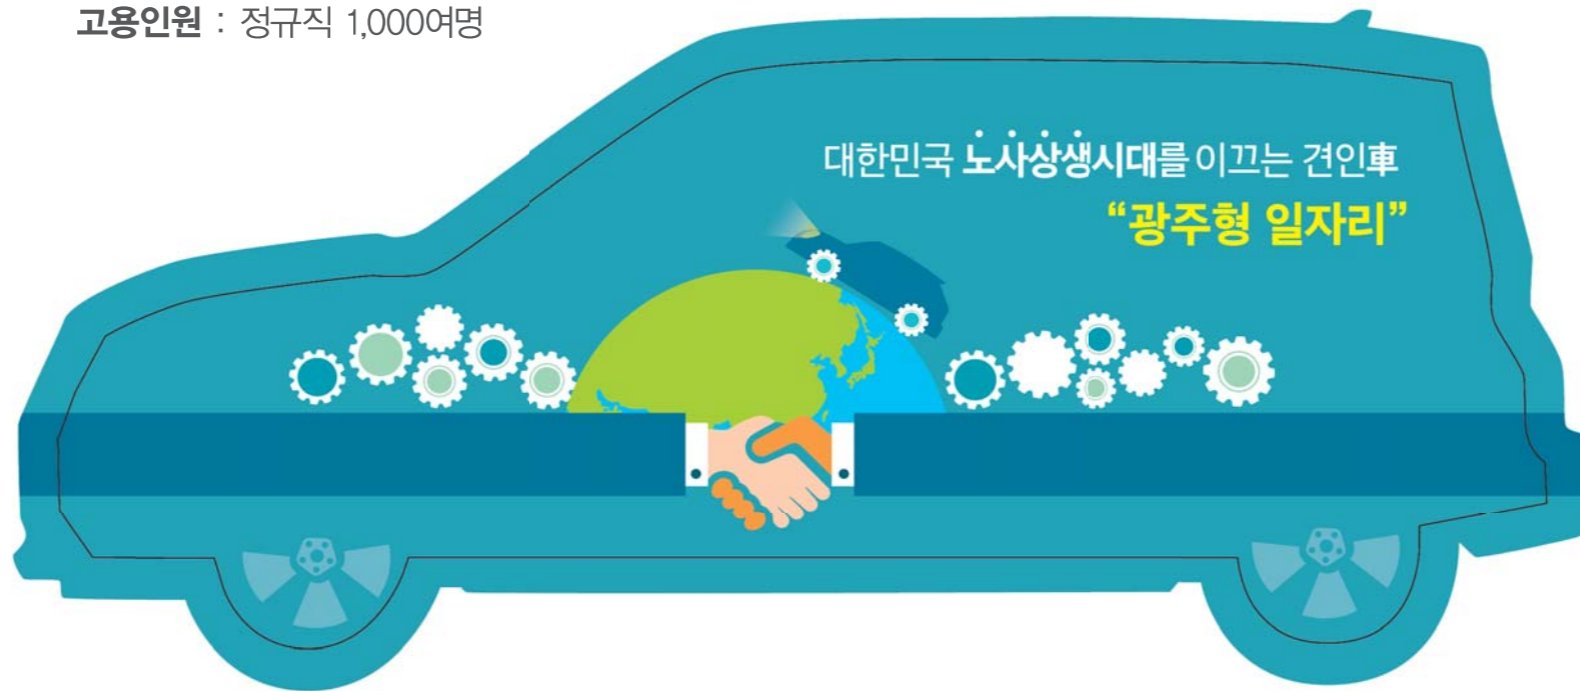 고용인원 : 정규직 1,000여명
대한민국 노사상생시대를 이끄는 견인車
“광주형 일자리”